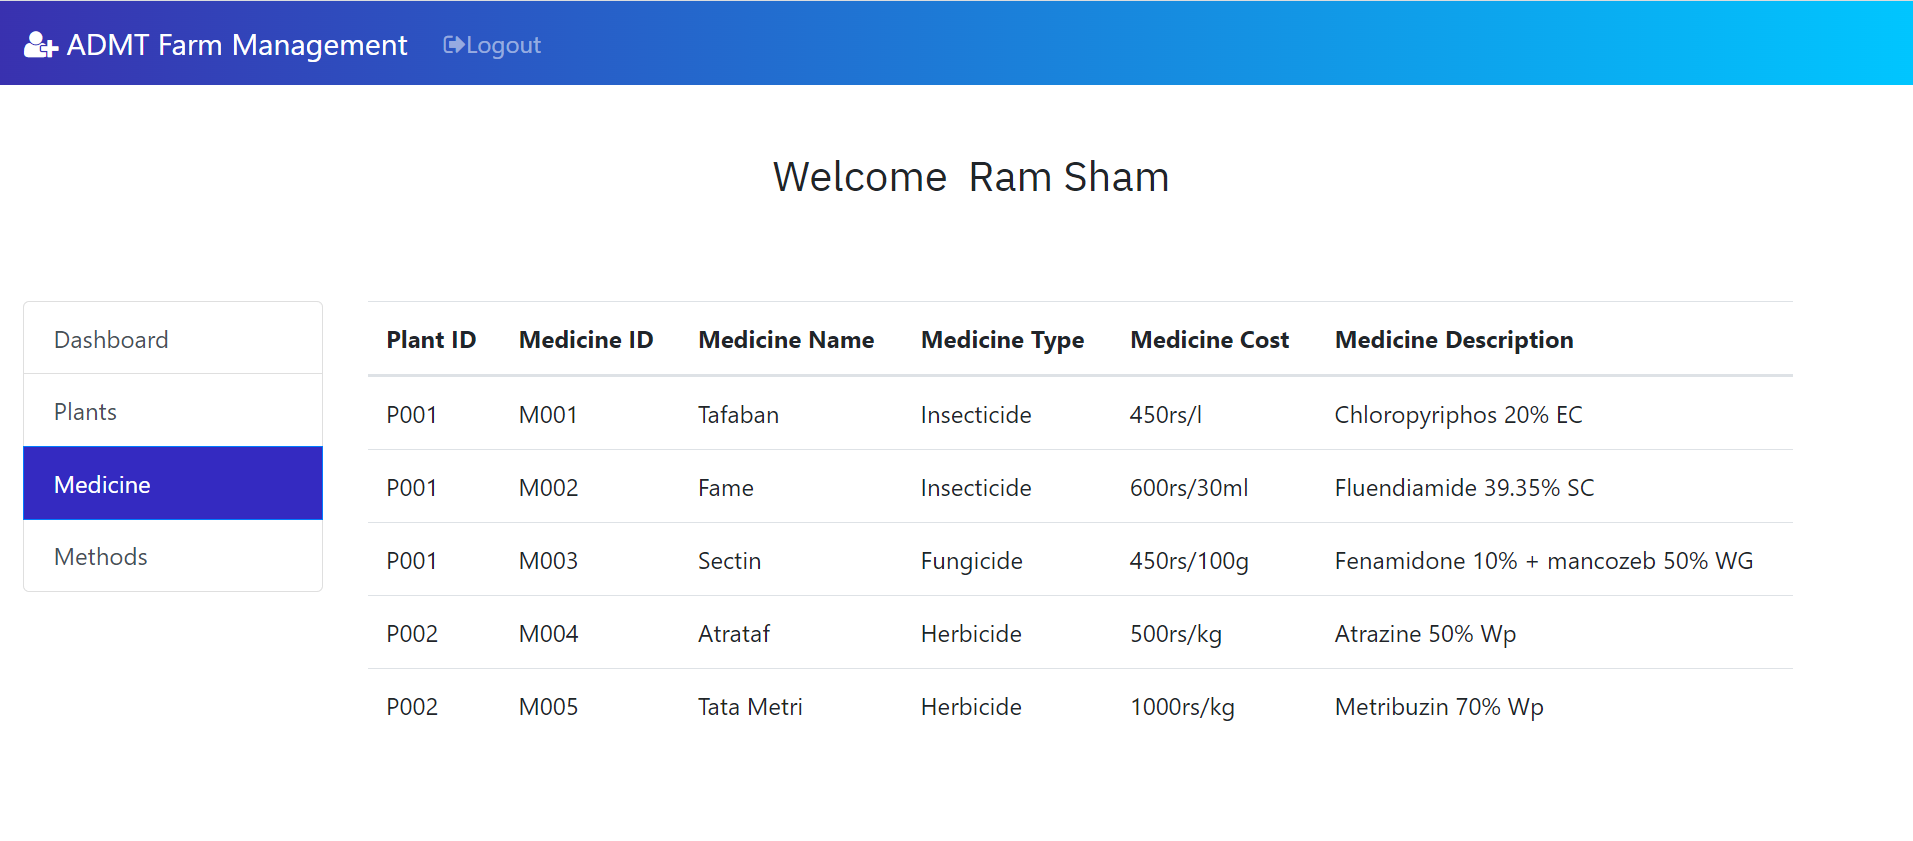 ADMT Farm Management Logout
Welcome Ram Sham
Dashboard
Plants
Medicine
Methods
Plant ID Medicine ID Medicine Name Medicine Type Medicine Cost Medicine Description
P001 M001 Tafaban Insecticide 450rs/l Chloropyriphos 20% EC
P001 M002 Fame Insecticide 600rs/30ml Fluendiamide 39.35% SC
P001 M003 Sectin Fungicide 450rs/100g Fenamidone 10% + mancozeb 50% WG
P002 M004 Atrataf Herbicide 500rs/kg Atrazine 50% Wp
P002 M005 Tata Metri Herbicide 1000rs/kg Metribuzin 70% Wp